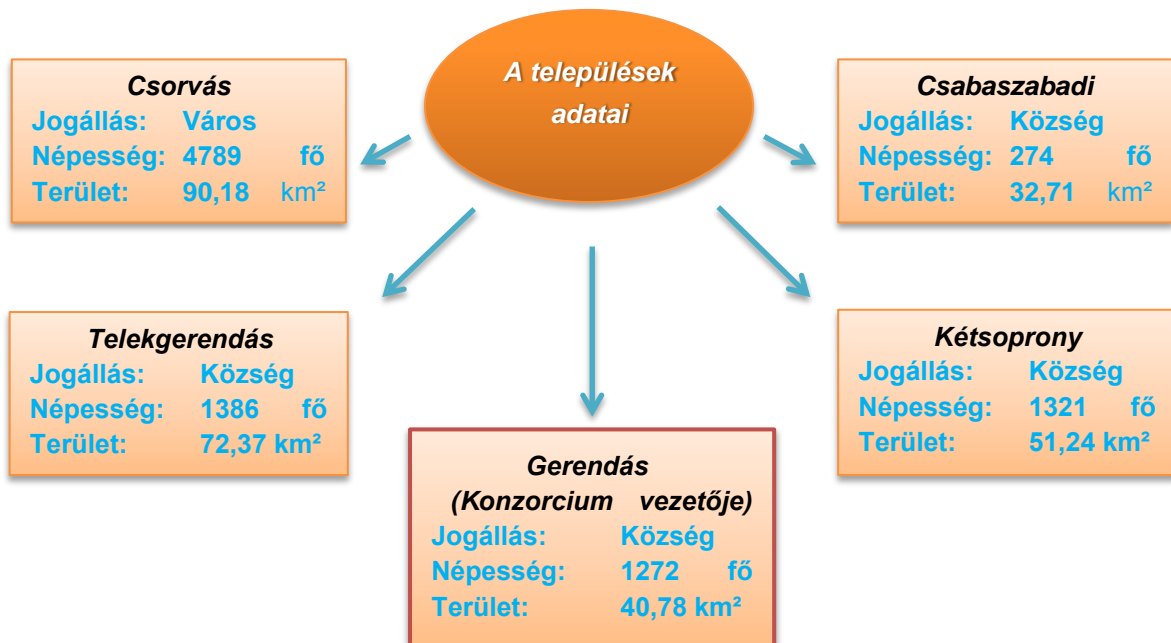 A települések
adatai
Csorvás
Jogállás: Város
Népesség: 4789 fő
Terület: 90,18 km²
Csabaszabadi
Jogállás: Község
Népesség: 274 fő
Terület: 32,71 km²
Telekgerendás
Jogállás: Község
Népesség: 1386 fő
Terület: 72,37 km²
Kétsoprony
Jogállás: Község
Népesség: 1321 fő
Terület: 51,24 km²
Gerendás
(Konzorcium vezetője)
Jogállás: Község
Népesség: 1272 fő
Terület: 40,78 km²